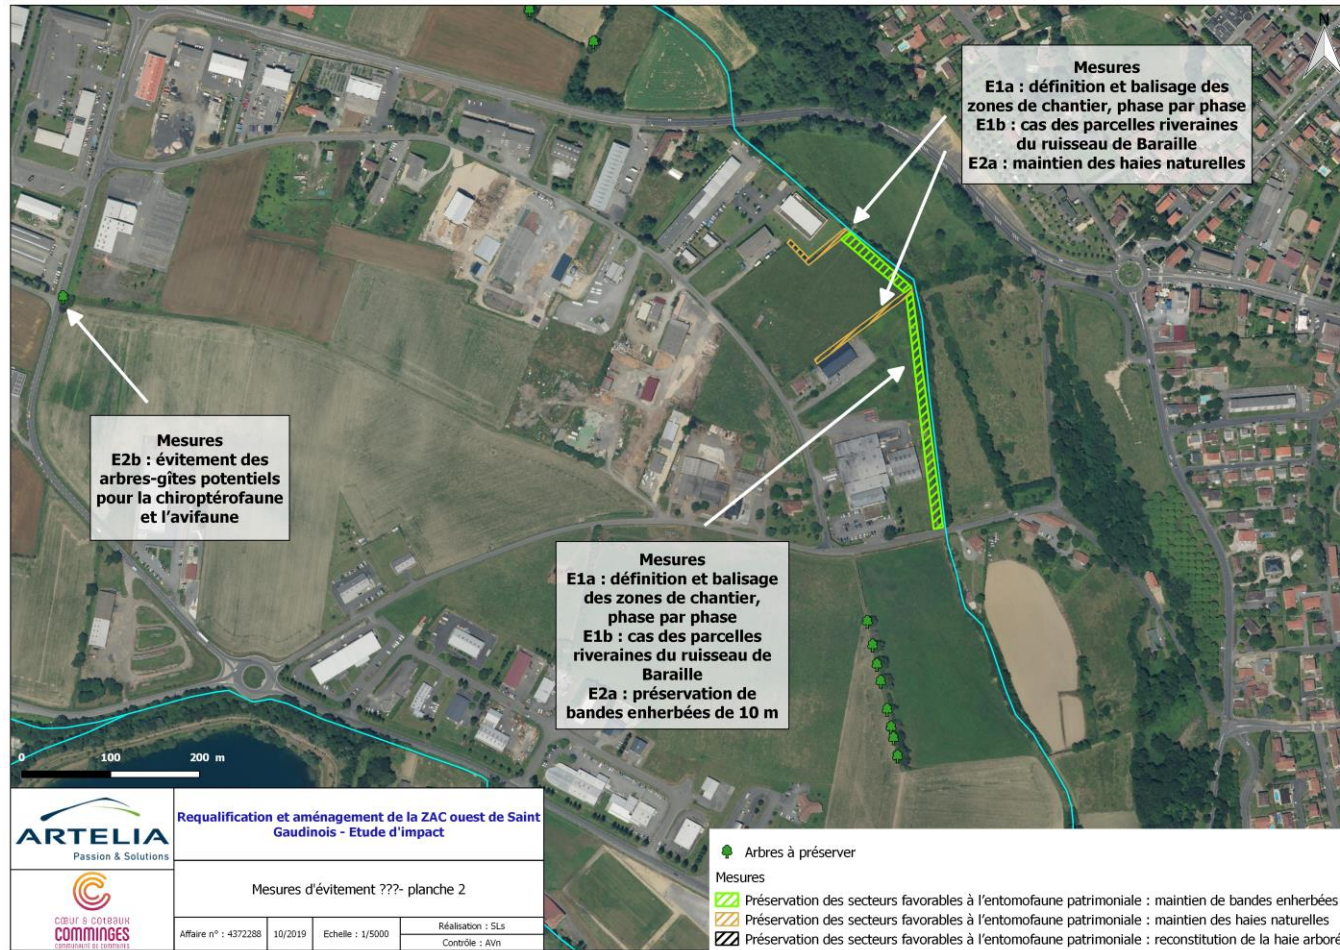 N
Mesures
E1a : définition et balisage des
zones de chantier, phase par phase
E1b : cas des parcelles riveraines
du ruisseau de Baraille
E2a : maintien des haies naturelles
Mesures
E2b : évitement des
arbres-gîtes potentiels
pour la chiroptérofaune
et l'avifaune
Mesures
E1a : définition et balisage
des zones de chantier,
phase par phase
E1b : cas des parcelles
riveraines du ruisseau de
Baraille
E2a : préservation de
bandes enherbées de 10 m
0 100 200 m
ARTELIA
Passion & Solutions
Requalification et aménagement de la ZAC ouest de Saint
Gaudinois - Etude d'impact
Mesures d'évitement ???- planche 2
CŒUR & COTEAUX
COMMINGES
COMMUNAUTÉ DE COMMUNES
Affaire n° : 4372288
10/2019
Echelle : 1/5000
Réalisation : SLs
Contrôle : AVn
Arbres à préserver
Mesures
Préservation des secteurs favorables à l'entomofaune patrimoniale : maintien de bandes enherbées
Préservation des secteurs favorables à l'entomofaune patrimoniale : maintien des haies naturelles
Préservation des secteurs favorables à l'entomofaune patrimoniale : reconstitution de la haie arboré